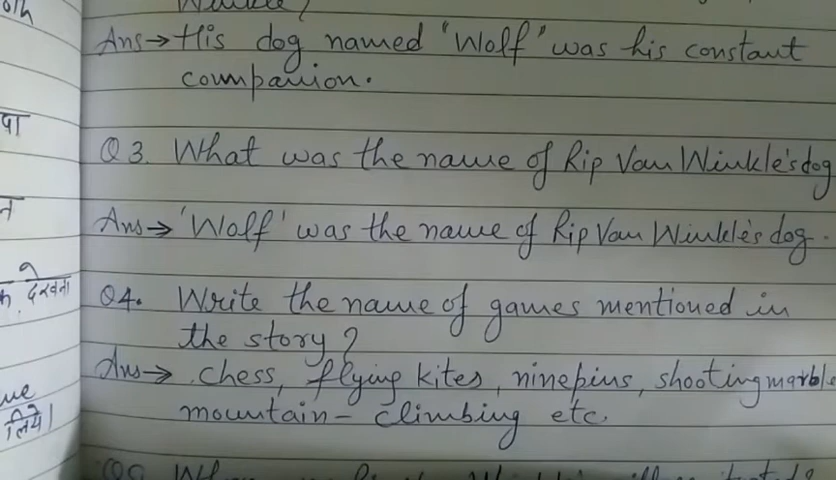 Winkle?
Ans→ His dog named "Wolf" was his constant
companion.
Q3. What was the name of Rip Van Winkle's dog
Ans→ 'Wolf' was the name of Rip Van Winkle's dog.
Q4. Write the name of games mentioned in
the story?
Ans→ chess, flying kites, ninepins, shooting marble
mountain- climbing etc.